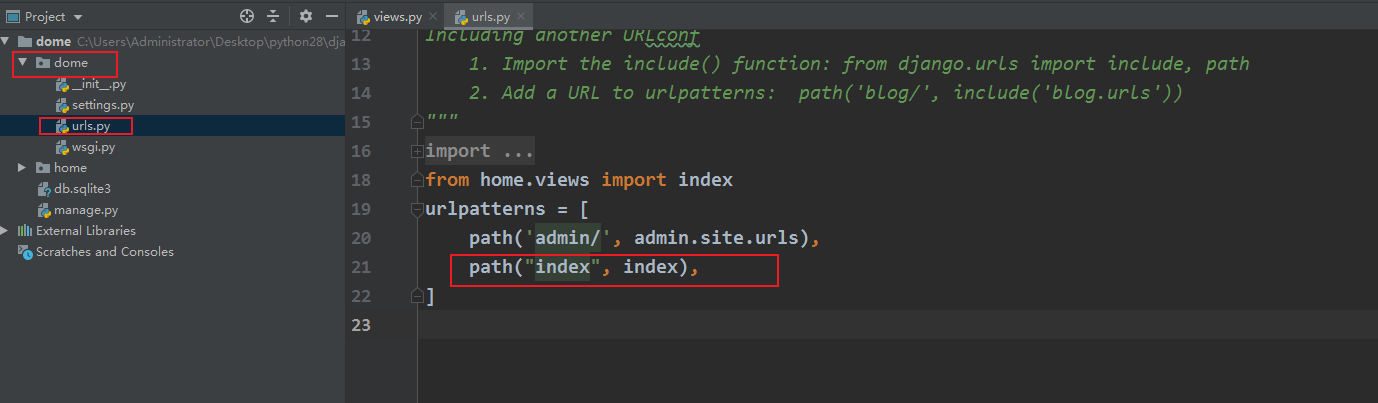 Project
views.py
urls.py
dome C:\Users\Administrator\Desktop\python28\dja
dome
__init__.py
settings.py
urls.py
wsgi.py
home
db.sqlite3
manage.py
External Libraries
Scratches and Consoles
12 Including another URLconf
13 1. Import the include() function: from django.urls import include, path
14 2. Add a URL to urlpatterns:  path('blog/', include('blog.urls'))
15 """
16 import ...
18 from home.views import index
19 urlpatterns = [
20 path('admin/', admin.site.urls),
21 path("index", index),
22 ]
23